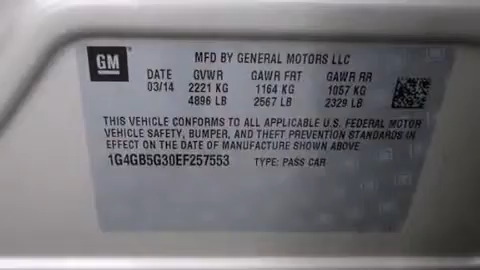 GM
MFD BY GENERAL MOTORS LLC
DATE GVWR GAWR FRT GAWR RR
03/14 2221 KG 1164 KG 1057 KG
4896 LB 2567 LB 2329 LB
THIS VEHICLE CONFORMS TO ALL APPLICABLE U.S. FEDERAL MOTOR
VEHICLE SAFETY, BUMPER, AND THEFT PREVENTION STANDARDS IN
EFFECT ON THE DATE OF MANUFACTURE SHOWN ABOVE
1G4GB5G30EF257553 TYPE: PASS CAR